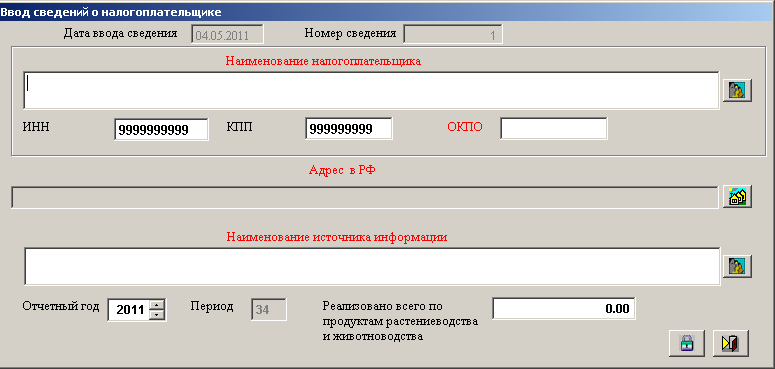 Ввод сведений о налогоплательщике
Дата ввода сведения 04.05.2011 Номер сведения 1
Наименование налогоплательщика
ИНН 9999999999 КПП 999999999 ОКПО
Адрес в РФ
Наименование источника информации
Отчетный год 2011 Период 34 Реализовано всего по 0.00
продуктам растениеводства
и животноводства